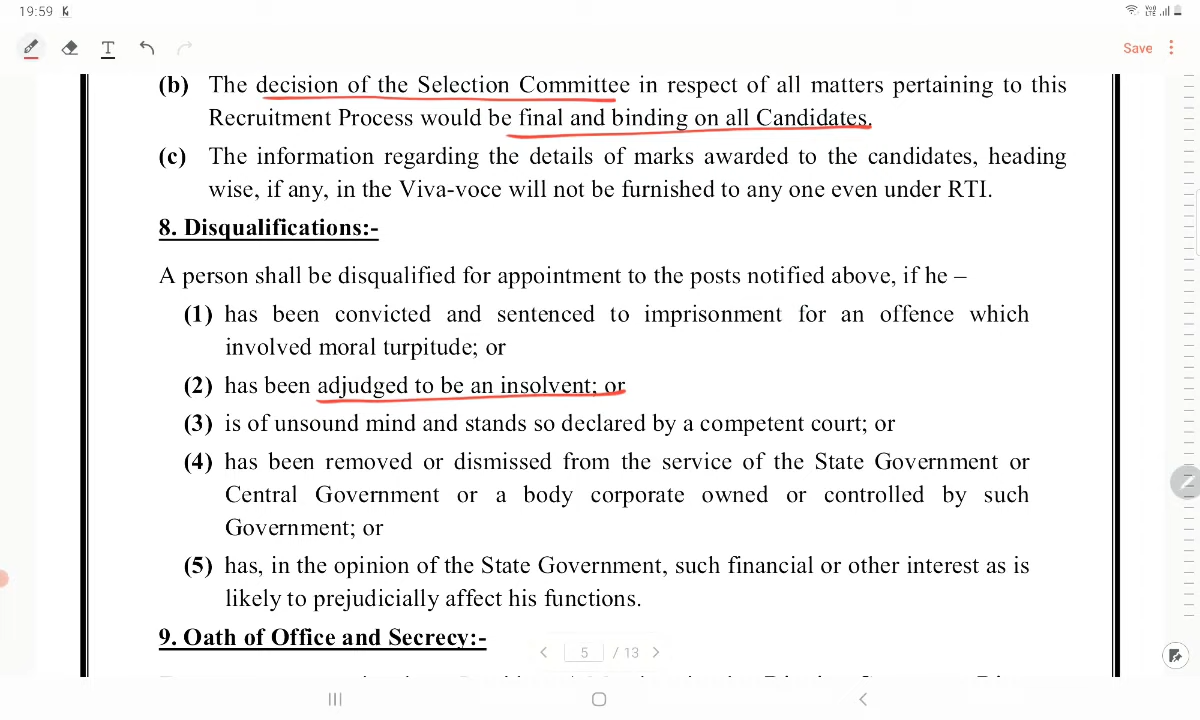 19:59
Save
(b) The decision of the Selection Committee in respect of all matters pertaining to this
Recruitment Process would be final and binding on all Candidates.
(c) The information regarding the details of marks awarded to the candidates, heading
wise, if any, in the Viva-voce will not be furnished to any one even under RTI.
8. Disqualifications:-
A person shall be disqualified for appointment to the posts notified above, if he –
(1) has been convicted and sentenced to imprisonment for an offence which
involved moral turpitude; or
(2) has been adjudged to be an insolvent; or
(3) is of unsound mind and stands so declared by a competent court; or
(4) has been removed or dismissed from the service of the State Government or
Central Government or a body corporate owned or controlled by such
Government; or
(5) has, in the opinion of the State Government, such financial or other interest as is
likely to prejudicially affect his functions.
9. Oath of Office and Secrecy:-
5 / 13